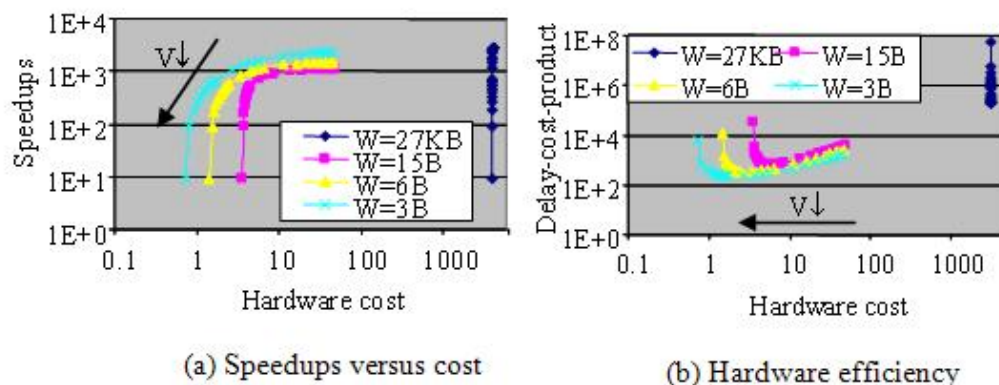 1E+4
1E+3
1E+2
1E+1
1E+0
Speedups
V↓
W=27KB
W=15B
W=6B
W=3B
0.1 1 10 100 1000
Hardware cost
(a) Speedups versus cost
1E+8
1E+6
1E+4
1E+2
1E+0
Delay-cost-product
W=27KB W=15B
W=6B W=3B
V↓
0.1 1 10 100 1000
Hardware cost
(b) Hardware efficiency